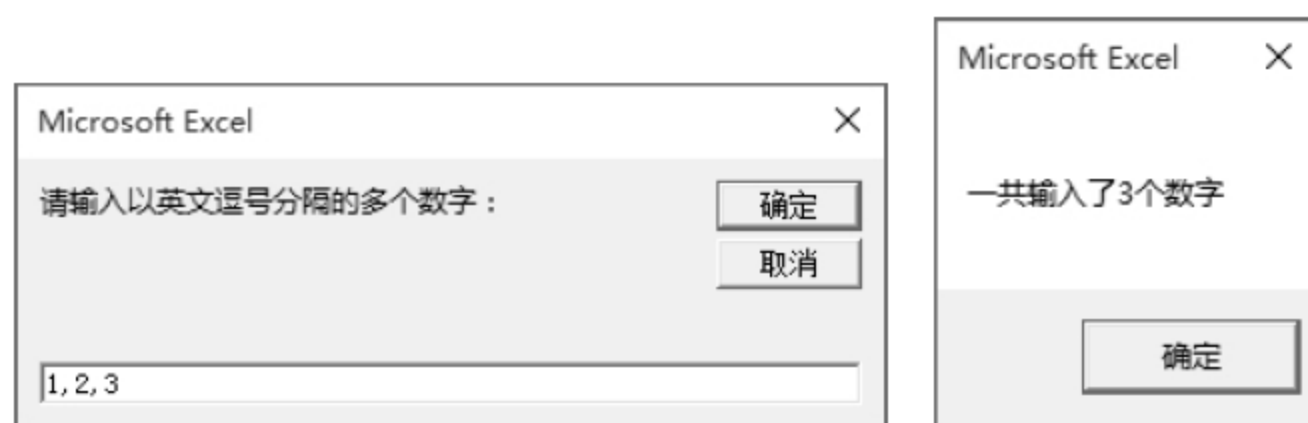 Microsoft Excel
请输入以英文逗号分隔的多个数字：
确定
取消
1,2,3
Microsoft Excel
一共输入了3个数字
确定